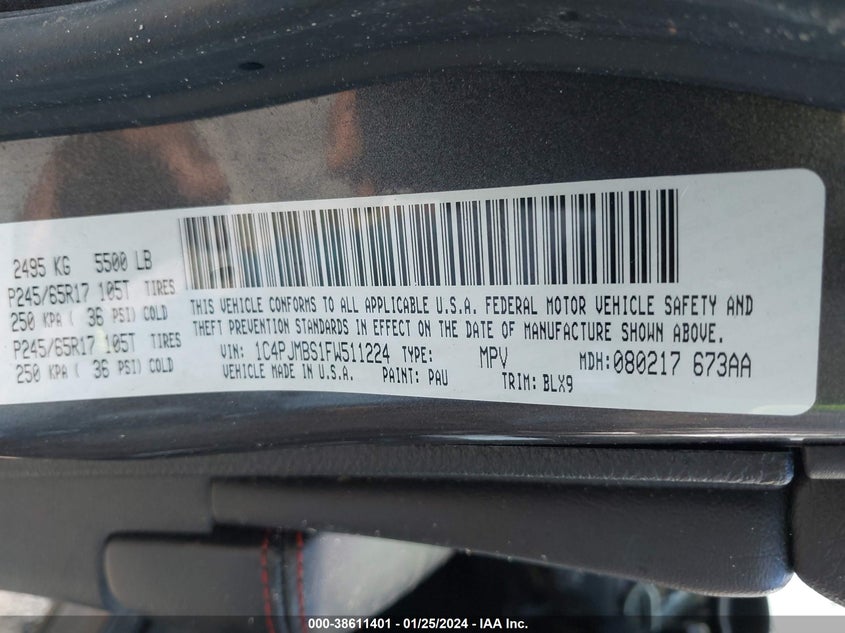 2495 KG 5500 LB
P245/65R17 105T TIRES
250 KPA ( 36 PSI) COLD
P245/65R17 105T TIRES
250 KPA ( 36 PSI) COLD
THIS VEHICLE CONFORMS TO ALL APPLICABLE U.S.A. FEDERAL MOTOR VEHICLE SAFETY AND
THEFT PREVENTION STANDARDS IN EFFECT ON THE DATE OF MANUFACTURE SHOWN ABOVE.
VIN: 1C4PJMBS1FW511224 TYPE: MPV MDH: 080217 673AA
VEHICLE MADE IN U.S.A. PAINT: PAU TRIM: BLX9
000-38611401 - 01/25/2024 - IAA Inc.